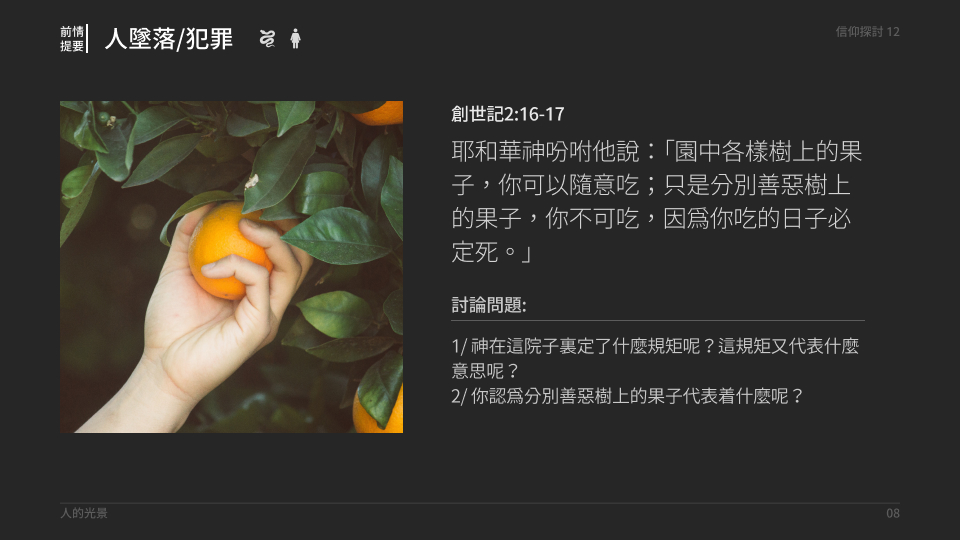 前情
提要
人墜落/犯罪
信仰探討 12
創世記2:16-17
耶和華神吩咐他說：「園中各樣樹上的果
子，你可以隨意吃；只是分別善惡樹上
的果子，你不可吃，因為你吃的日子必
定死。」
討論問題:
1/ 神在這院子裏定了什麼規矩呢？這規矩又代表什麼
意思呢？
2/ 你認為分別善惡樹上的果子代表着什麼呢？
人的光景
08